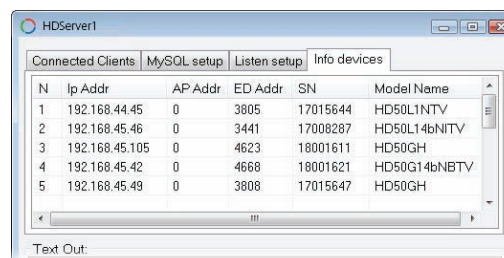 HDServer1
Connected Clients MySQL setup Listen setup Info devices
N Ip Addr AP Addr ED Addr SN Model Name
1 192.168.44.45 0 3805 17015644 HD50L1NTV
2 192.168.45.46 0 3441 17008287 HD50L14bNITV
3 192.168.45.105 0 4623 18001611 HD50GH
4 192.168.45.42 0 4668 18001621 HD50G14bNBTV
5 192.168.45.49 0 3808 17015647 HD50GH
Text Out: